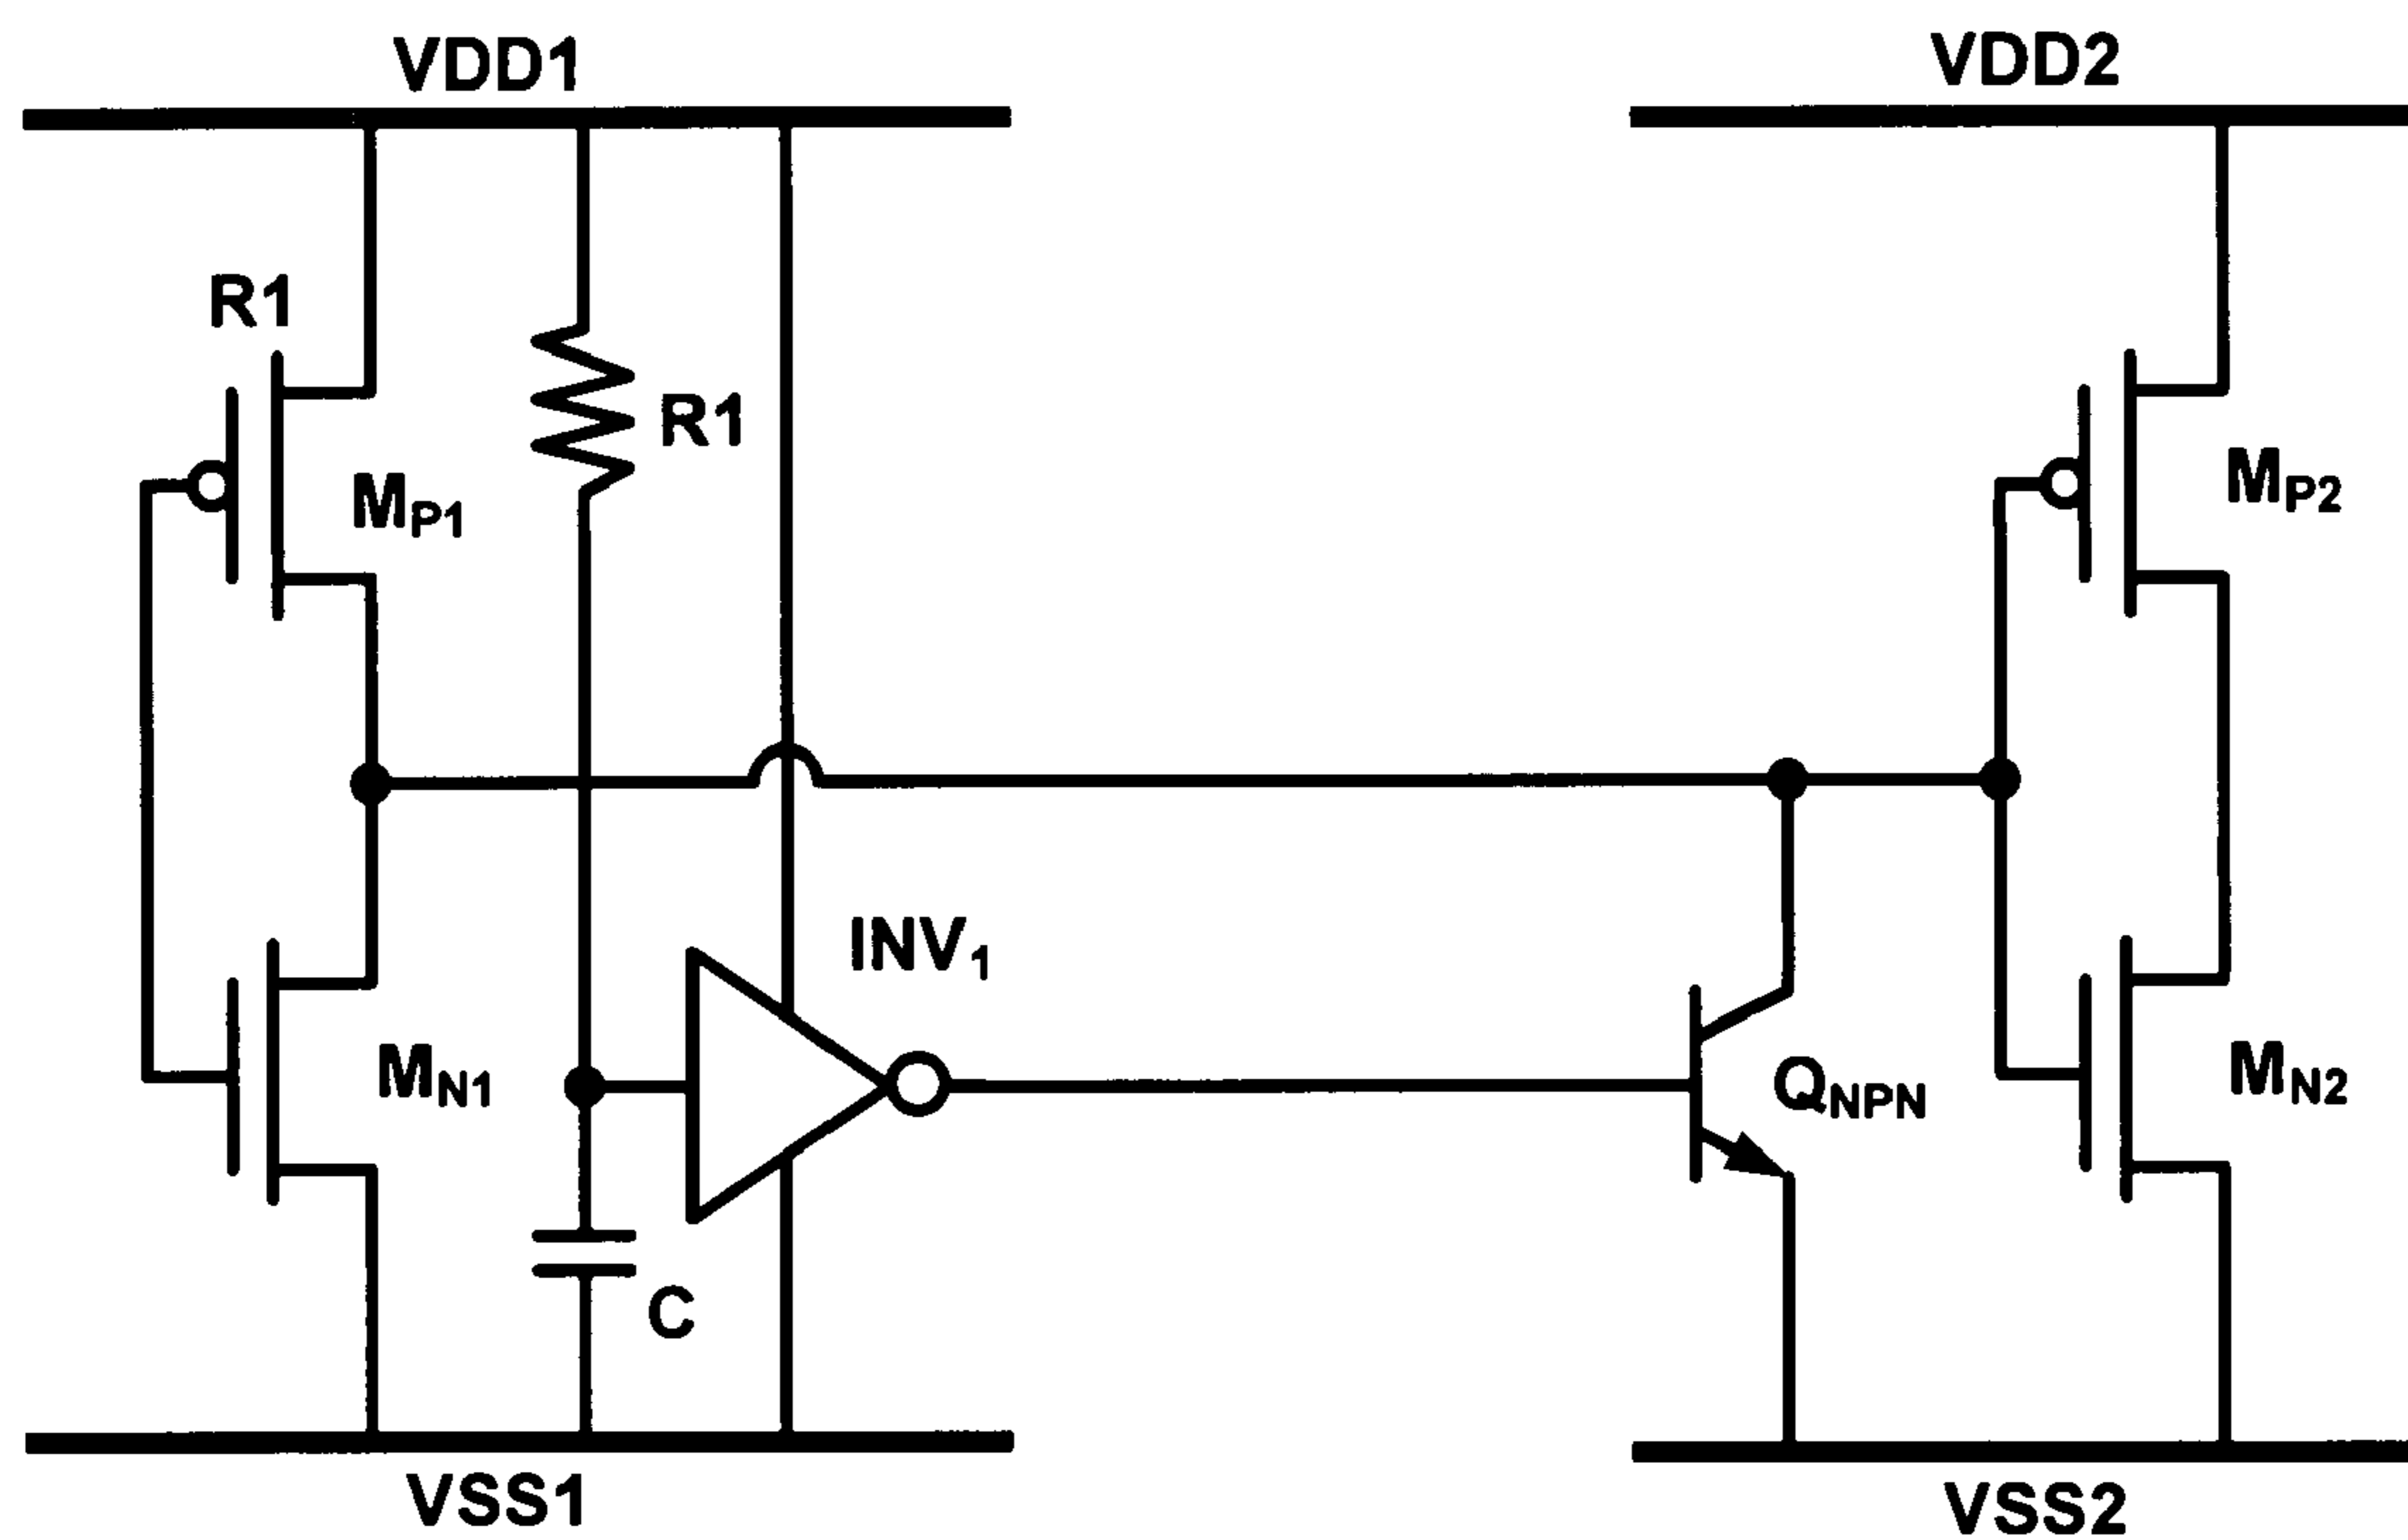 VDD1
VDD2
R1
R1
MP1
MP2
INV1
MN1
QNPN
MN2
C
VSS1
VSS2